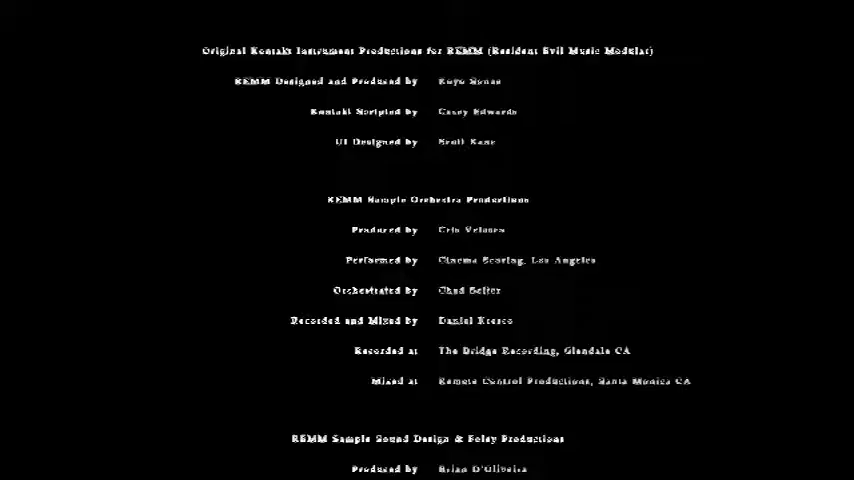 Original Kontakt Instrument Productions for REMM (Resident Evil Music Modular)
REMM Designed and Produced by Koyo Sonae
Kontakt Scripted by Casey Edwards
UI Designed by Scott Kane
REMM Sample Orchestra Productions
Produced by Cris Velasco
Performed by Cinema Scoring, Los Angeles
Orchestrated by Chad Seiter
Recorded and Mixed by Daniel Kresco
Recorded at The Bridge Recording, Glendale CA
Mixed at Remote Control Productions, Santa Monica CA
REMM Sample Sound Design & Foley Productions
Produced by Brian D'Oliveira